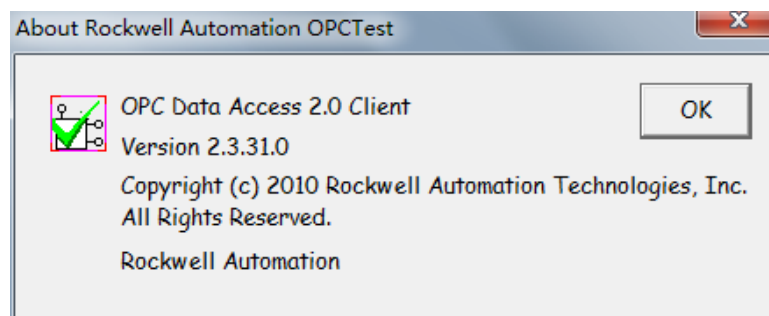 About Rockwell Automation OPCTest
x
OPC Data Access 2.0 Client
OK
Version 2.3.31.0
Copyright (c) 2010 Rockwell Automation Technologies, Inc.
All Rights Reserved.
Rockwell Automation